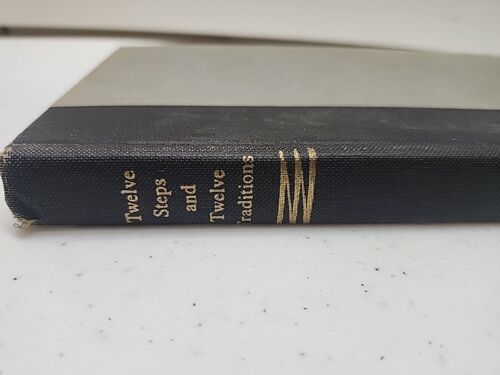 Twelve
Steps
and
Twelve
Traditions